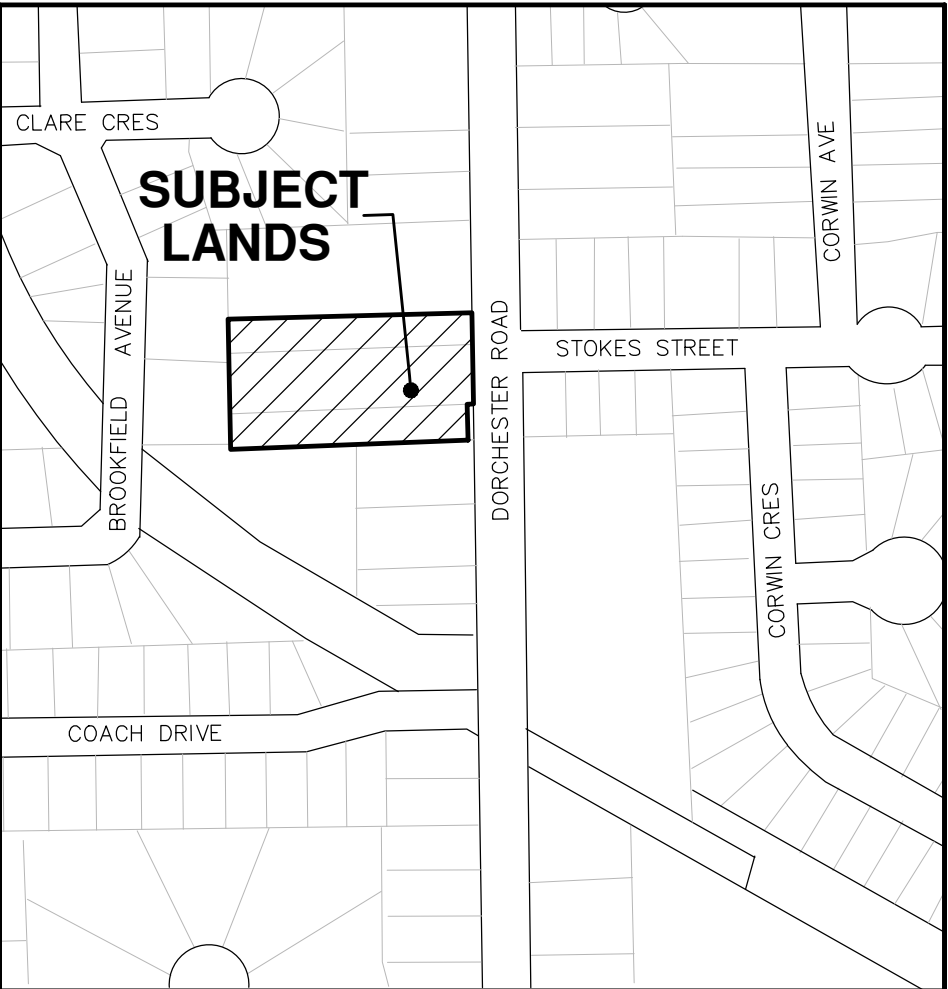 CLARE CRES
SUBJECT
LANDS
CORWIN AVE
BROOKFIELD AVENUE
DORCHESTER ROAD
STOKES STREET
CORWIN CRES
COACH DRIVE